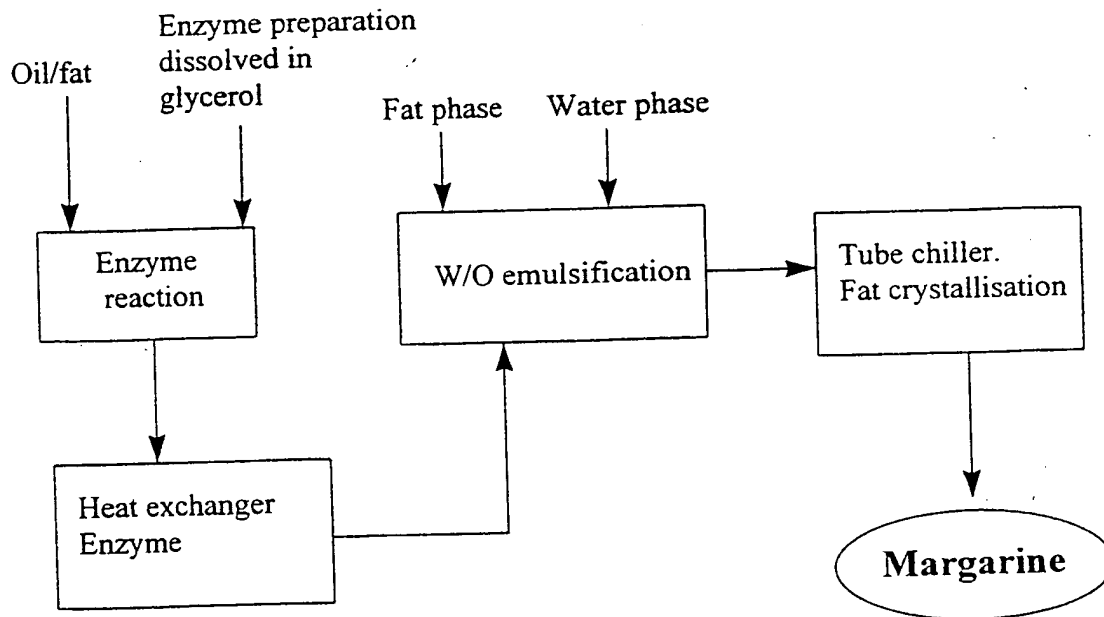 Oil/fat
Enzyme preparation
dissolved in
glycerol
Fat phase
Water phase
Enzyme
reaction
W/O emulsification
Tube chiller.
Fat crystallisation
Heat exchanger
Enzyme
Margarine